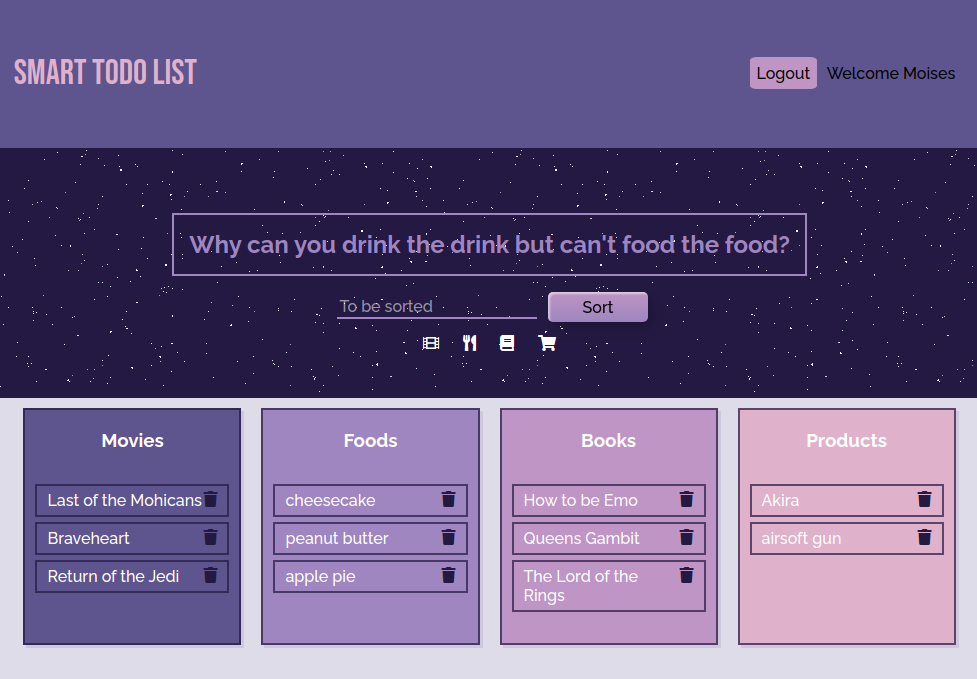 SMART TODO LIST
Logout Welcome Moises
Why can you drink the drink but can't food the food?
To be sorted
Sort
Movies
Last of the Mohicans
Braveheart
Return of the Jedi
Foods
cheesecake
peanut butter
apple pie
Books
How to be Emo
Queens Gambit
The Lord of the
Rings
Products
Akira
airsoft gun